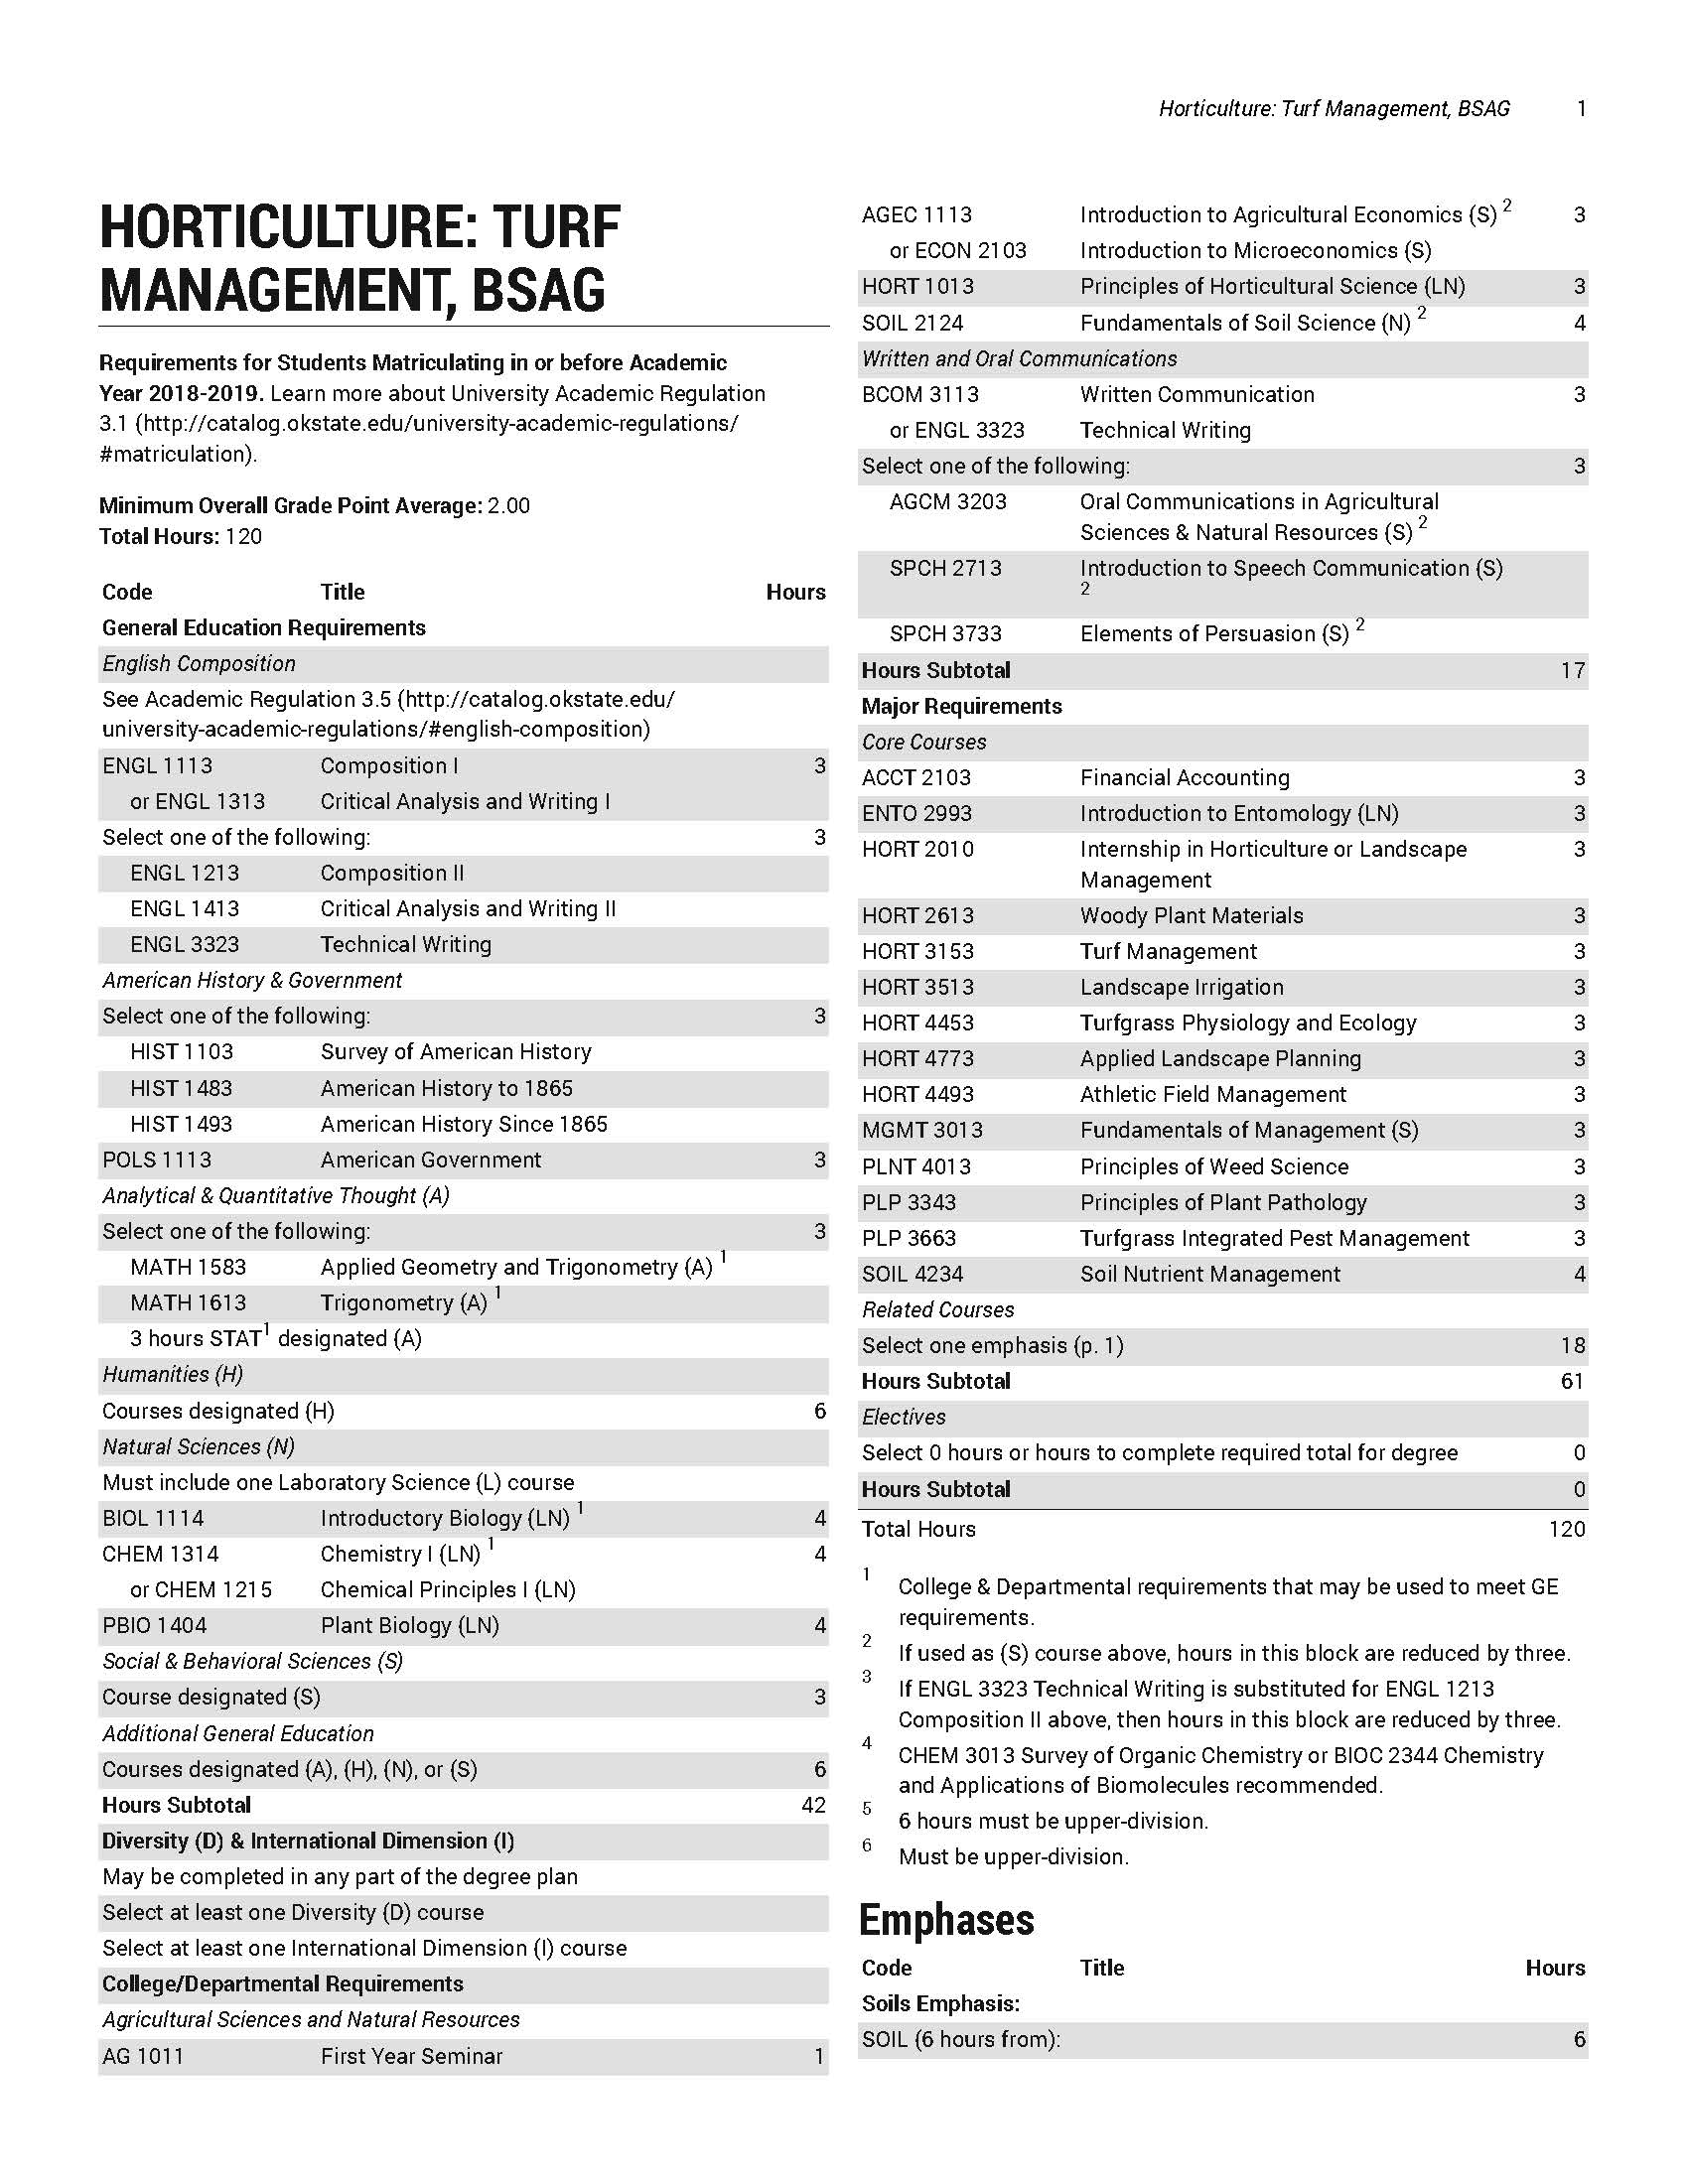 Horticulture: Turf Management, BSAG 1
HORTICULTURE: TURF
MANAGEMENT, BSAG
Requirements for Students Matriculating in or before Academic
Year 2018-2019. Learn more about University Academic Regulation
3.1 (http://catalog.okstate.edu/university-academic-regulations/
#matriculation).
Minimum Overall Grade Point Average: 2.00
Total Hours: 120
Code Title Hours
General Education Requirements
English Composition
See Academic Regulation 3.5 (http://catalog.okstate.edu/
university-academic-regulations/#english-composition)
ENGL 1113 Composition I 3
or ENGL 1313 Critical Analysis and Writing I
Select one of the following: 3
ENGL 1213 Composition II
ENGL 1413 Critical Analysis and Writing II
ENGL 3323 Technical Writing
American History & Government
Select one of the following: 3
HIST 1103 Survey of American History
HIST 1483 American History to 1865
HIST 1493 American History Since 1865
POLS 1113 American Government 3
Analytical & Quantitative Thought (A)
Select one of the following: 3
MATH 1583 Applied Geometry and Trigonometry (A) 1
MATH 1613 Trigonometry (A) 1
3 hours STAT1 designated (A)
Humanities (H)
Courses designated (H) 6
Natural Sciences (N)
Must include one Laboratory Science (L) course
BIOL 1114 Introductory Biology (LN) 1 4
CHEM 1314 Chemistry I (LN) 1 4
or CHEM 1215 Chemical Principles I (LN)
PBIO 1404 Plant Biology (LN) 4
Social & Behavioral Sciences (S)
Course designated (S) 3
Additional General Education
Courses designated (A), (H), (N), or (S) 6
Hours Subtotal 42
Diversity (D) & International Dimension (I)
May be completed in any part of the degree plan
Select at least one Diversity (D) course
Select at least one International Dimension (I) course
College/Departmental Requirements
Agricultural Sciences and Natural Resources
AG 1011 First Year Seminar 1
AGEC 1113 Introduction to Agricultural Economics (S) 2 3
or ECON 2103 Introduction to Microeconomics (S)
HORT 1013 Principles of Horticultural Science (LN) 3
SOIL 2124 Fundamentals of Soil Science (N) 2 4
Written and Oral Communications
BCOM 3113 Written Communication 3
or ENGL 3323 Technical Writing
Select one of the following: 3
AGCM 3203 Oral Communications in Agricultural
Sciences & Natural Resources (S) 2
SPCH 2713 Introduction to Speech Communication (S)
2
SPCH 3733 Elements of Persuasion (S) 2
Hours Subtotal 17
Major Requirements
Core Courses
ACCT 2103 Financial Accounting 3
ENTO 2993 Introduction to Entomology (LN) 3
HORT 2010 Internship in Horticulture or Landscape 3
Management
HORT 2613 Woody Plant Materials 3
HORT 3153 Turf Management 3
HORT 3513 Landscape Irrigation 3
HORT 4453 Turfgrass Physiology and Ecology 3
HORT 4773 Applied Landscape Planning 3
HORT 4493 Athletic Field Management 3
MGMT 3013 Fundamentals of Management (S) 3
PLNT 4013 Principles of Weed Science 3
PLP 3343 Principles of Plant Pathology 3
PLP 3663 Turfgrass Integrated Pest Management 3
SOIL 4234 Soil Nutrient Management 4
Related Courses
Select one emphasis (p. 1) 18
Hours Subtotal 61
Electives
Select 0 hours or hours to complete required total for degree 0
Hours Subtotal 0
Total Hours 120
1 College & Departmental requirements that may be used to meet GE
requirements.
2 If used as (S) course above, hours in this block are reduced by three.
3 If ENGL 3323 Technical Writing is substituted for ENGL 1213
Composition II above, then hours in this block are reduced by three.
4 CHEM 3013 Survey of Organic Chemistry or BIOC 2344 Chemistry
and Applications of Biomolecules recommended.
5 6 hours must be upper-division.
6 Must be upper-division.
Emphases
Code Title Hours
Soils Emphasis:
SOIL (6 hours from): 6